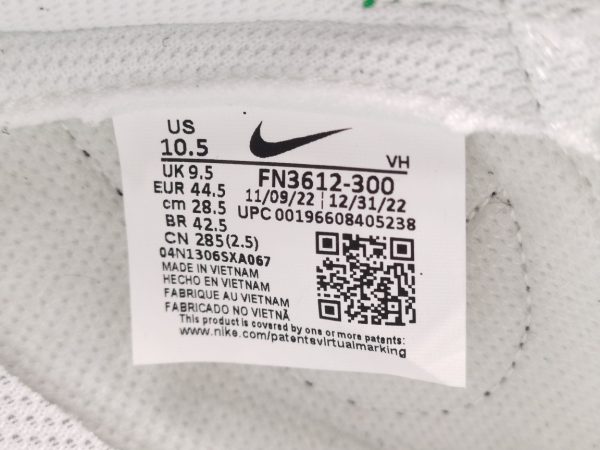 US
10.5
VH
UK 9.5
EUR 44.5
cm 28.5
BR 42.5
CN 285(2.5)
FN3612-300
11/09/22 | 12/31/22
UPC 00196608405238
04N1306SXA067
MADE IN VIETNAM
HECHO EN VIETNAM
FABRIQUE AU VIETNAM
FABRICADO NO VIETNÃ
This product is covered by one or more patents:
www.nike.com/patentsvirtualmarking